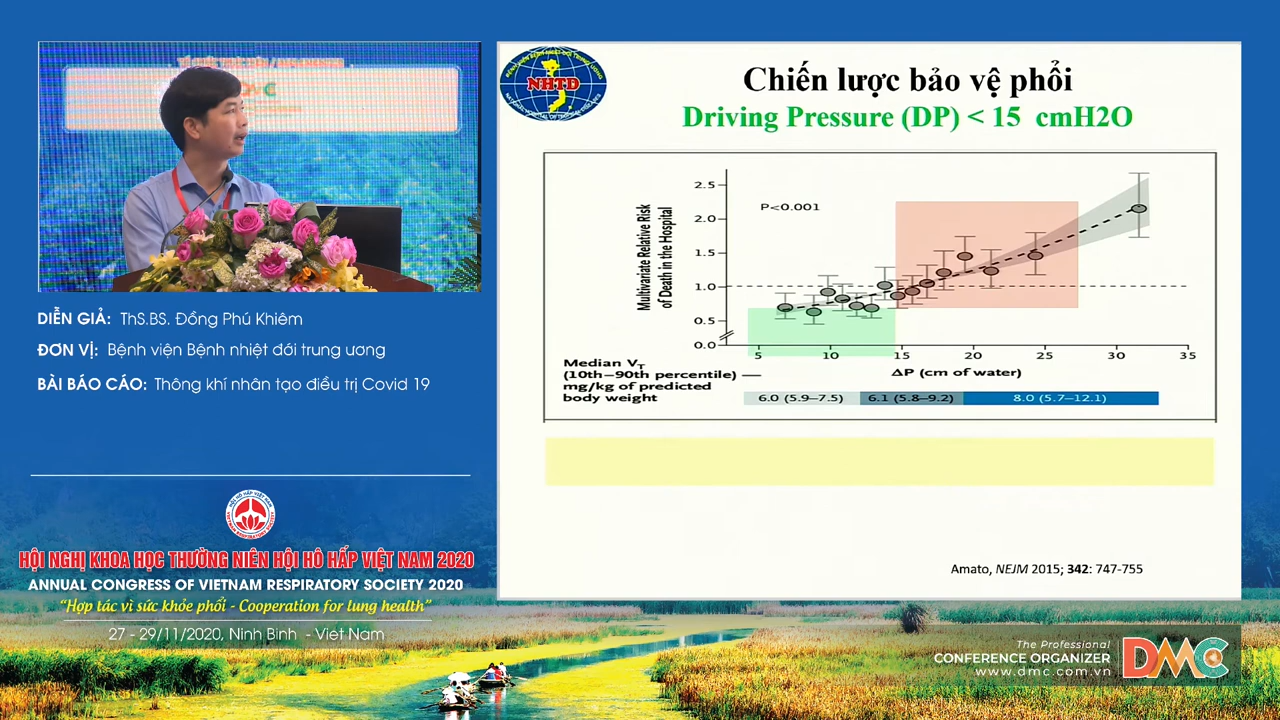 DIỄN GIẢ: ThS.BS. Đồng Phú Khiêm
ĐƠN VỊ: Bệnh viện Bệnh nhiệt đới trung ương
BÀI BÁO CÁO: Thông khí nhân tạo điều trị Covid 19
HỘI HÔ HẤP VIỆT NAM
HỘI NGHỊ KHOA HỌC THƯỜNG NIÊN HỘI HÔ HẤP VIỆT NAM 2020
ANNUAL CONGRESS OF VIETNAM RESPIRATORY SOCIETY 2020
“Hợp tác vì sức khỏe phổi - Cooperation for lung health”
27 - 29/11/2020, Ninh Binh - Viet Nam
NHTD
Chiến lược bảo vệ phổi
Driving Pressure (DP) < 15 cmH2O
Multivariate Relative Risk
of Death in the Hospital
2.5
2.0
1.5
1.0
0.5
0.0
P<0.001
5 10 15 20 25 30 35
ΔP (cm of water)
Median VT
(10th–90th percentile)
mg/kg of predicted
body weight
6.0 (5.9–7.5) 6.1 (5.8–9.2) 8.0 (5.7–12.1)
Amato, NEJM 2015; 342: 747-755
The Professional
CONFERENCE ORGANIZER
www.dmc.com.vn
DMC